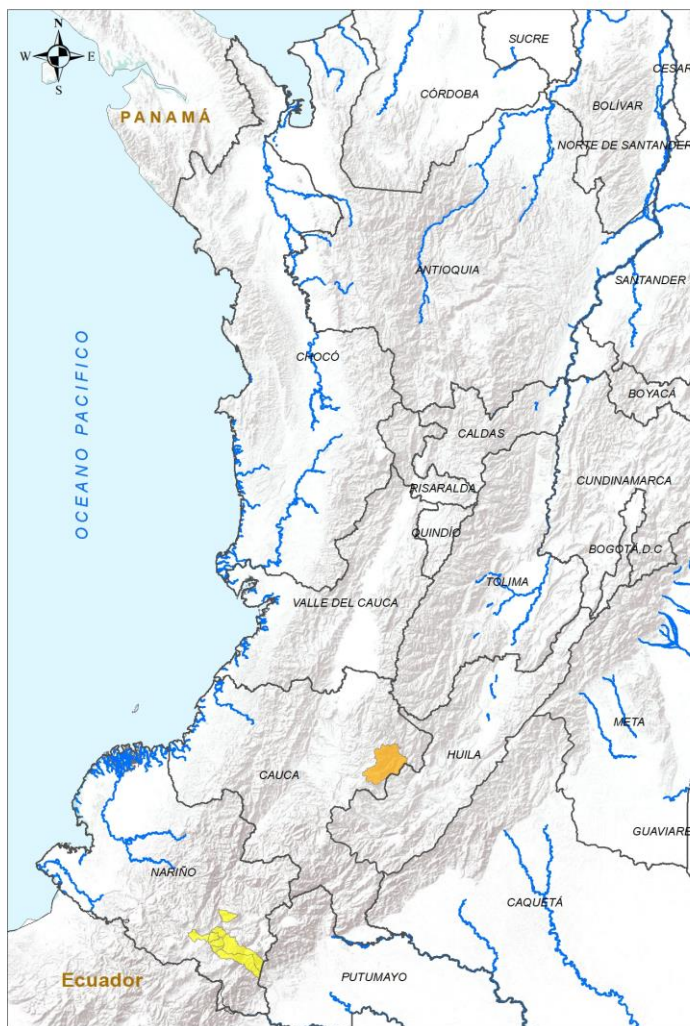 N
W
E
S
PANAMÁ
SUCRE
CÓRDOBA
CESAR
BOLÍVAR
NORTE DE SANTANDER
ANTIOQUIA
SANTANDER
OCEANO PACIFICO
CHOCÓ
BOYACÁ
CALDAS
CUNDINAMARCA
RISARALDA
QUINDÍO
BOGOTÁ D.C
TOLIMA
VALLE DEL CAUCA
META
HUILA
CAUCA
GUAVIARE
NARIÑO
CAQUETÁ
Ecuador
PUTUMAYO